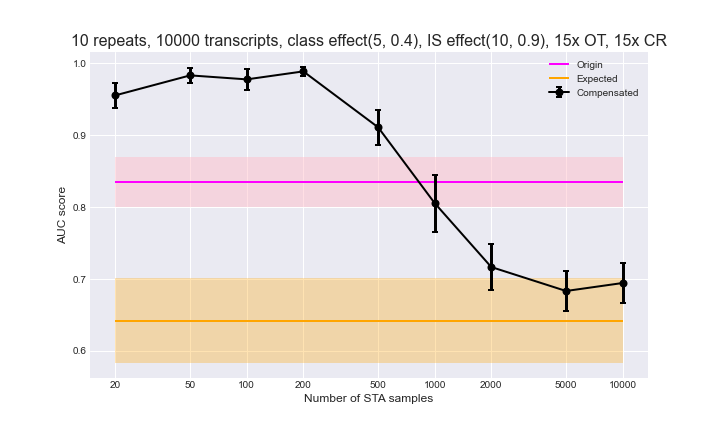 10 repeats, 10000 transcripts, class effect(5, 0.4), IS effect(10, 0.9), 15x OT, 15x CR
Origin
Expected
Compensated
AUC score
1.0
0.9
0.8
0.7
0.6
20 50 100 200 500 1000 2000 5000 10000
Number of STA samples